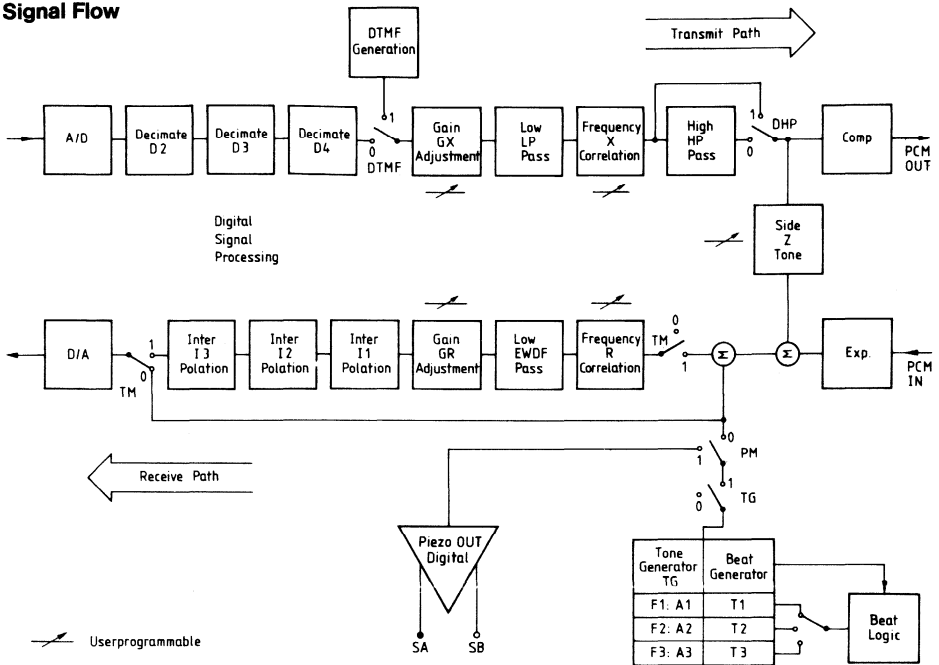 Signal Flow
DTMF
Generation
Transmit Path
A/D
Decimate
D2
Decimate
D3
Decimate
D4
1
0
DTMF
Gain
GX
Adjustment
Low
LP
Pass
Frequency
X
Correlation
High
HP
Pass
1
DHP
0
Comp
PCM
OUT
Digital
Signal
Processing
Side
Z
Tone
D/A
1
0
TM
Inter
I3
Polation
Inter
I2
Polation
Inter
I1
Polation
Gain
GR
Adjustment
Low
EWDF
Pass
Frequency
R
Correlation
0
TM
1
Σ
Σ
Exp.
PCM
IN
0
1
PM
Receive Path
1
0
TG
Piezo OUT
Digital
SA
SB
Tone
Generator
TG
Beat
Generator
F1: A1
T1
F2: A2
T2
F3: A3
T3
Beat
Logic
Userprogrammable